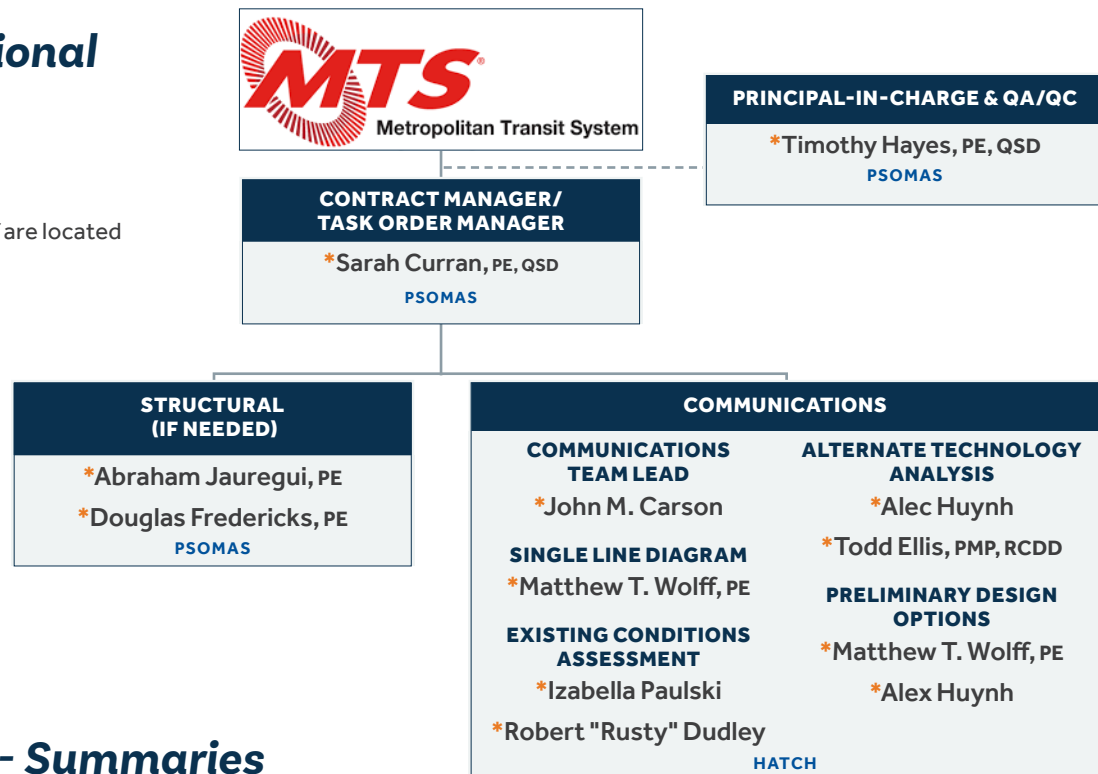 ional
MTS®
Metropolitan Transit System
PRINCIPAL-IN-CHARGE & QA/QC
*Timothy Hayes, PE, QSD
PSOMAS
are located
CONTRACT MANAGER/
TASK ORDER MANAGER
*Sarah Curran, PE, QSD
PSOMAS
STRUCTURAL
(IF NEEDED)
*Abraham Jauregui, PE
*Douglas Fredericks, PE
PSOMAS
COMMUNICATIONS
COMMUNICATIONS
TEAM LEAD
*John M. Carson
SINGLE LINE DIAGRAM
*Matthew T. Wolff, PE
EXISTING CONDITIONS
ASSESSMENT
*Izabella Paulski
*Robert "Rusty" Dudley
ALTERNATE TECHNOLOGY
ANALYSIS
*Alec Huynh
*Todd Ellis, PMP, RCDD
PRELIMINARY DESIGN
OPTIONS
*Matthew T. Wolff, PE
*Alex Huynh
HATCH
– Summaries